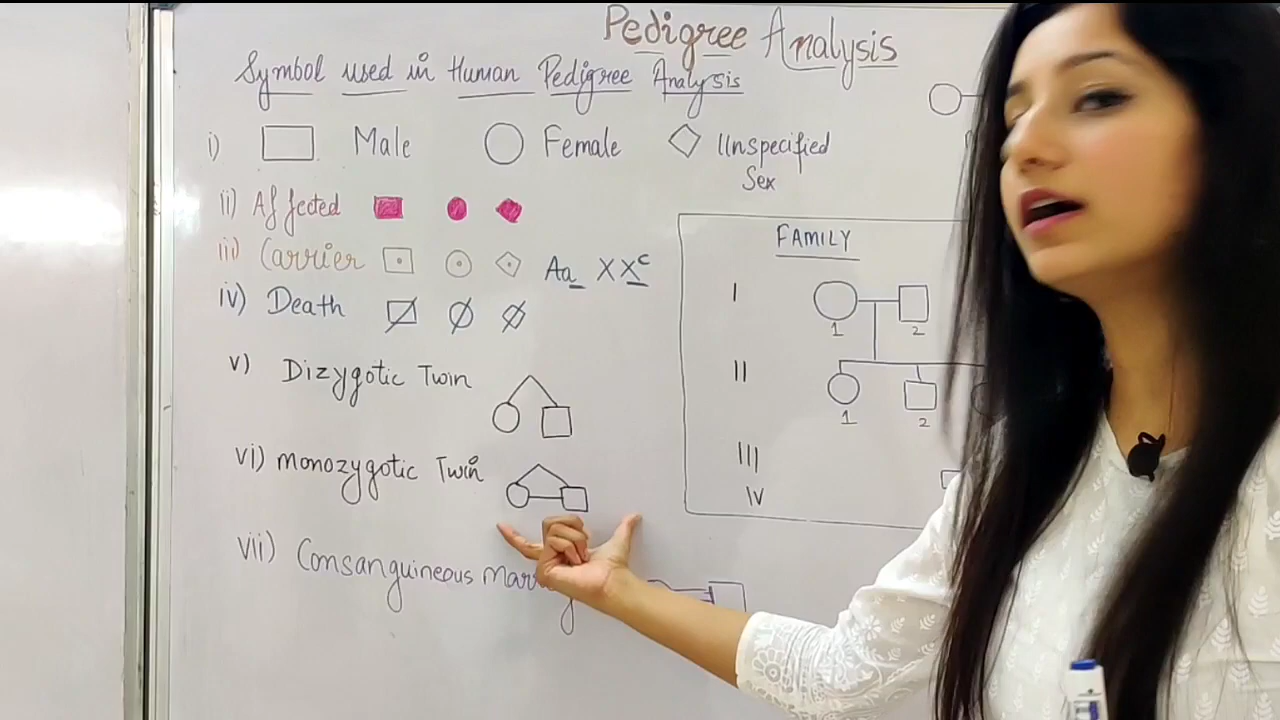 Pedigree Analysis
Symbol used in Human Pedigree Analysis
i) Male Female Unspecified
Sex
ii) Affected
iii) Carrier Aa XXᶜ
iv) Death
v) Dizygotic Twin
vi) monozygotic Twin
vii) Consanguineous
FAMILY
I
1 2
II
1 2
III
IV